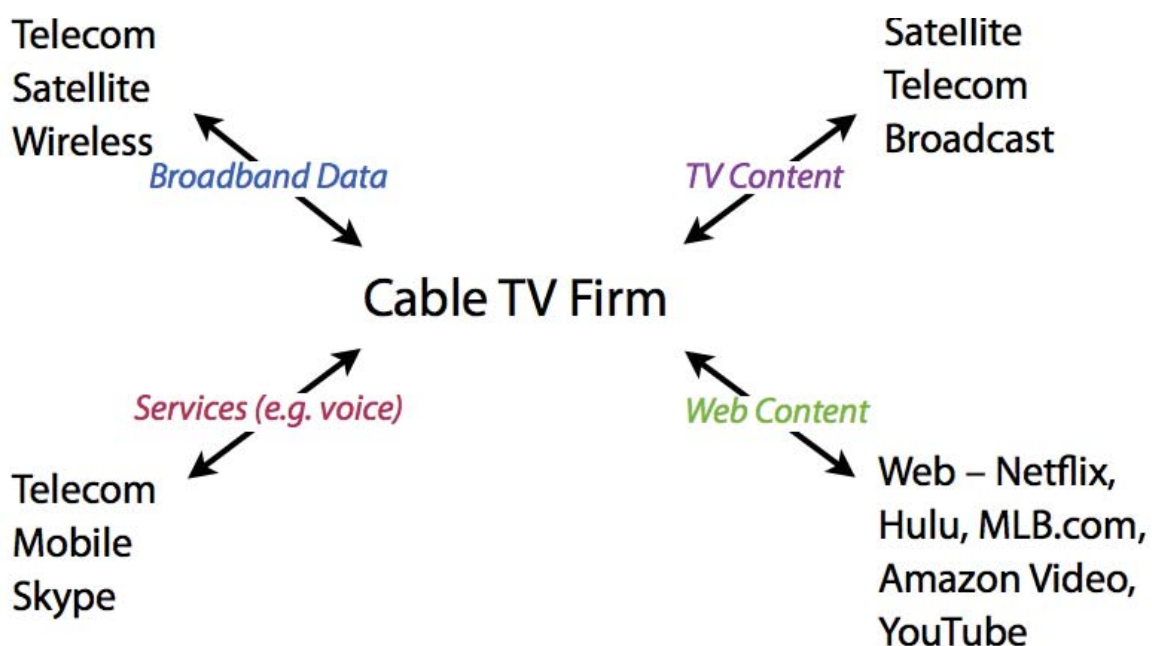 Telecom
Satellite
Wireless
Broadband Data
Satellite
Telecom
Broadcast
TV Content
Cable TV Firm
Services (e.g. voice)
Telecom
Mobile
Skype
Web Content
Web – Netflix,
Hulu, MLB.com,
Amazon Video,
YouTube